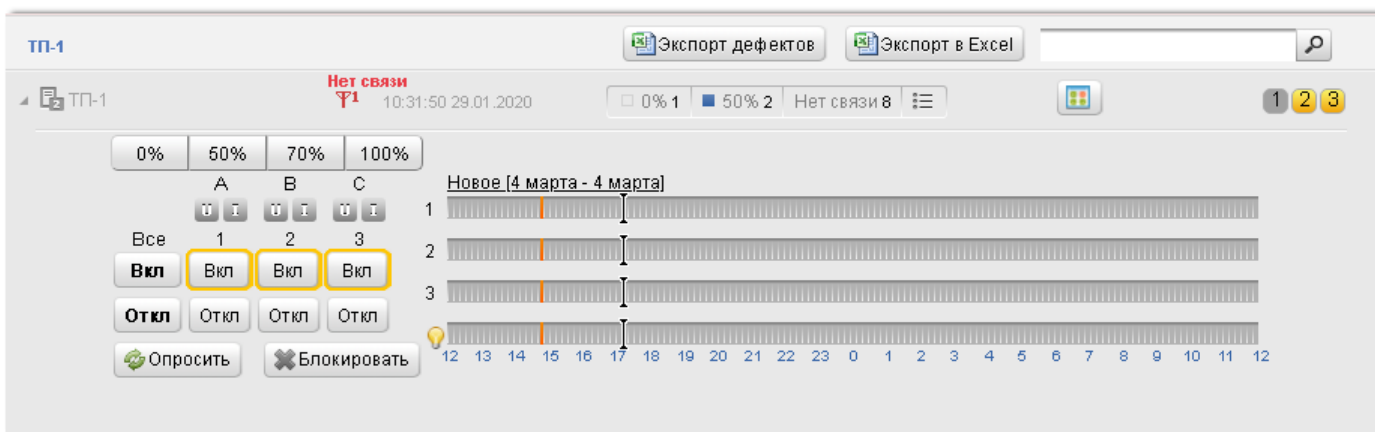 ТП-1 Экспорт дефектов Экспорт в Excel
Нет связи
2 ТП-1 1 10:31:50 29.01.2020 0% 1 50% 2 Нет связи 8 1 2 3
0% 50% 70% 100%
A B C Новое [4 марта - 4 марта]
U I U I U I 1
Все 1 2 3
2
Вкл Вкл Вкл Вкл
3
Откл Откл Откл Откл
Опросить Блокировать
12 13 14 15 16 17 18 19 20 21 22 23 0 1 2 3 4 5 6 7 8 9 10 11 12